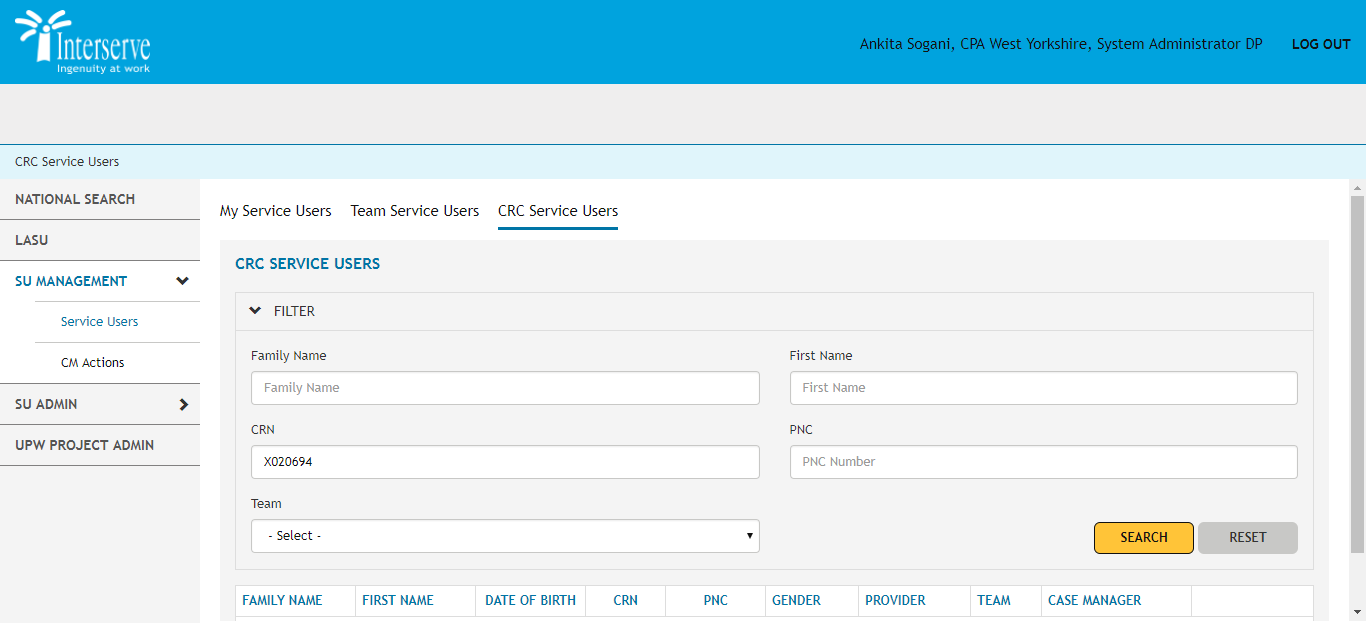 Interserve
Ingenuity at work
Ankita Sogani, CPA West Yorkshire, System Administrator DP LOG OUT
CRC Service Users
NATIONAL SEARCH
LASU
SU MANAGEMENT
Service Users
CM Actions
SU ADMIN
UPW PROJECT ADMIN
My Service Users Team Service Users CRC Service Users
CRC SERVICE USERS
FILTER
Family Name First Name
Family Name First Name
CRN PNC
X020694 PNC Number
Team
- Select -
SEARCH RESET
FAMILY NAME FIRST NAME DATE OF BIRTH CRN PNC GENDER PROVIDER TEAM CASE MANAGER